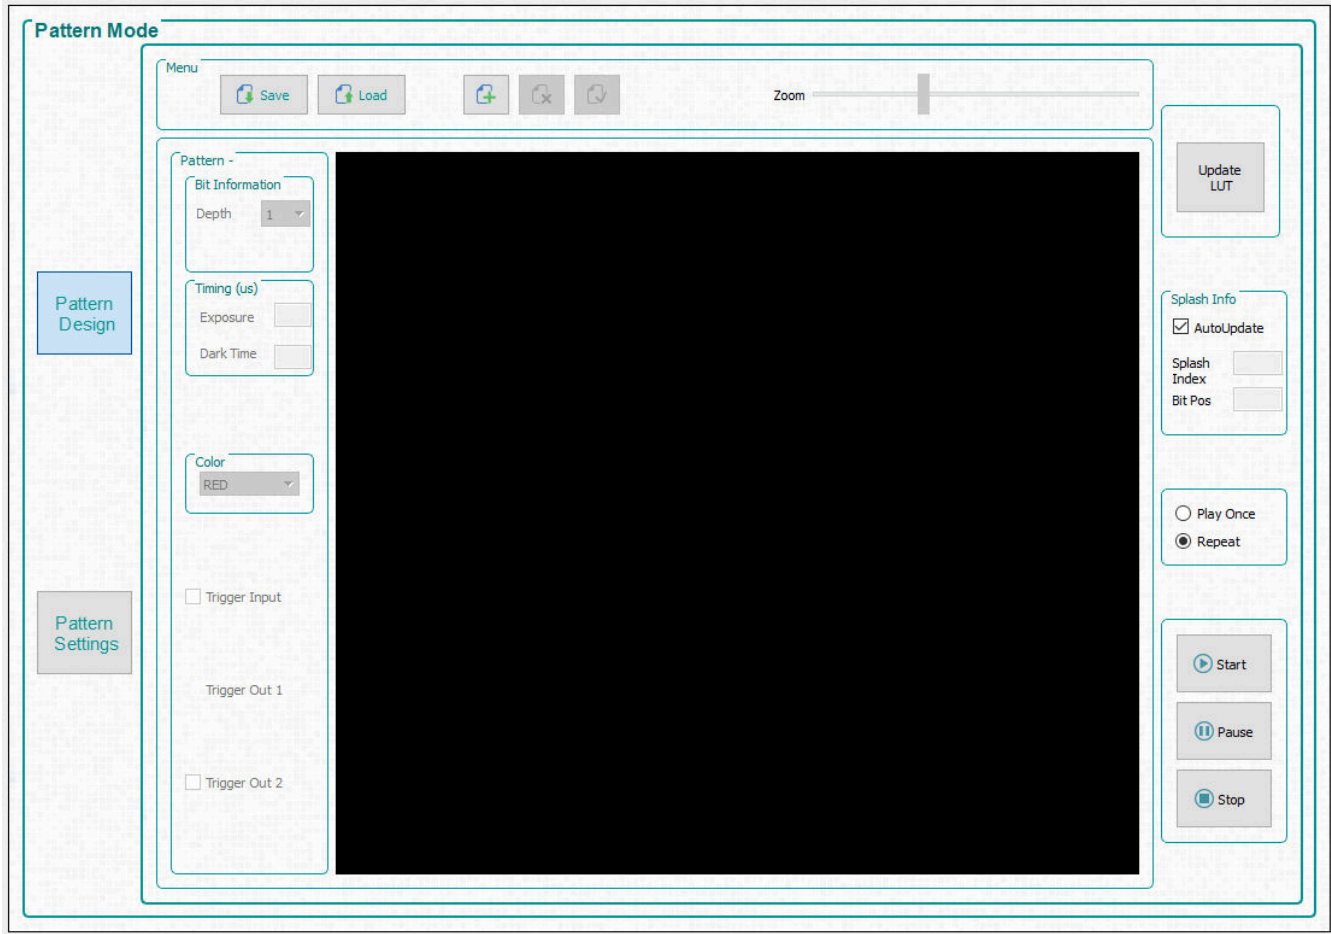 Pattern Mode
Menu
Save
Load
Zoom
Pattern -
Bit Information
Depth 1
Timing (us)
Exposure
Dark Time
Color
RED
Trigger Input
Trigger Out 1
Trigger Out 2
Pattern
Design
Pattern
Settings
Update
LUT
Splash Info
AutoUpdate
Splash
Index
Bit Pos
Play Once
Repeat
Start
Pause
Stop